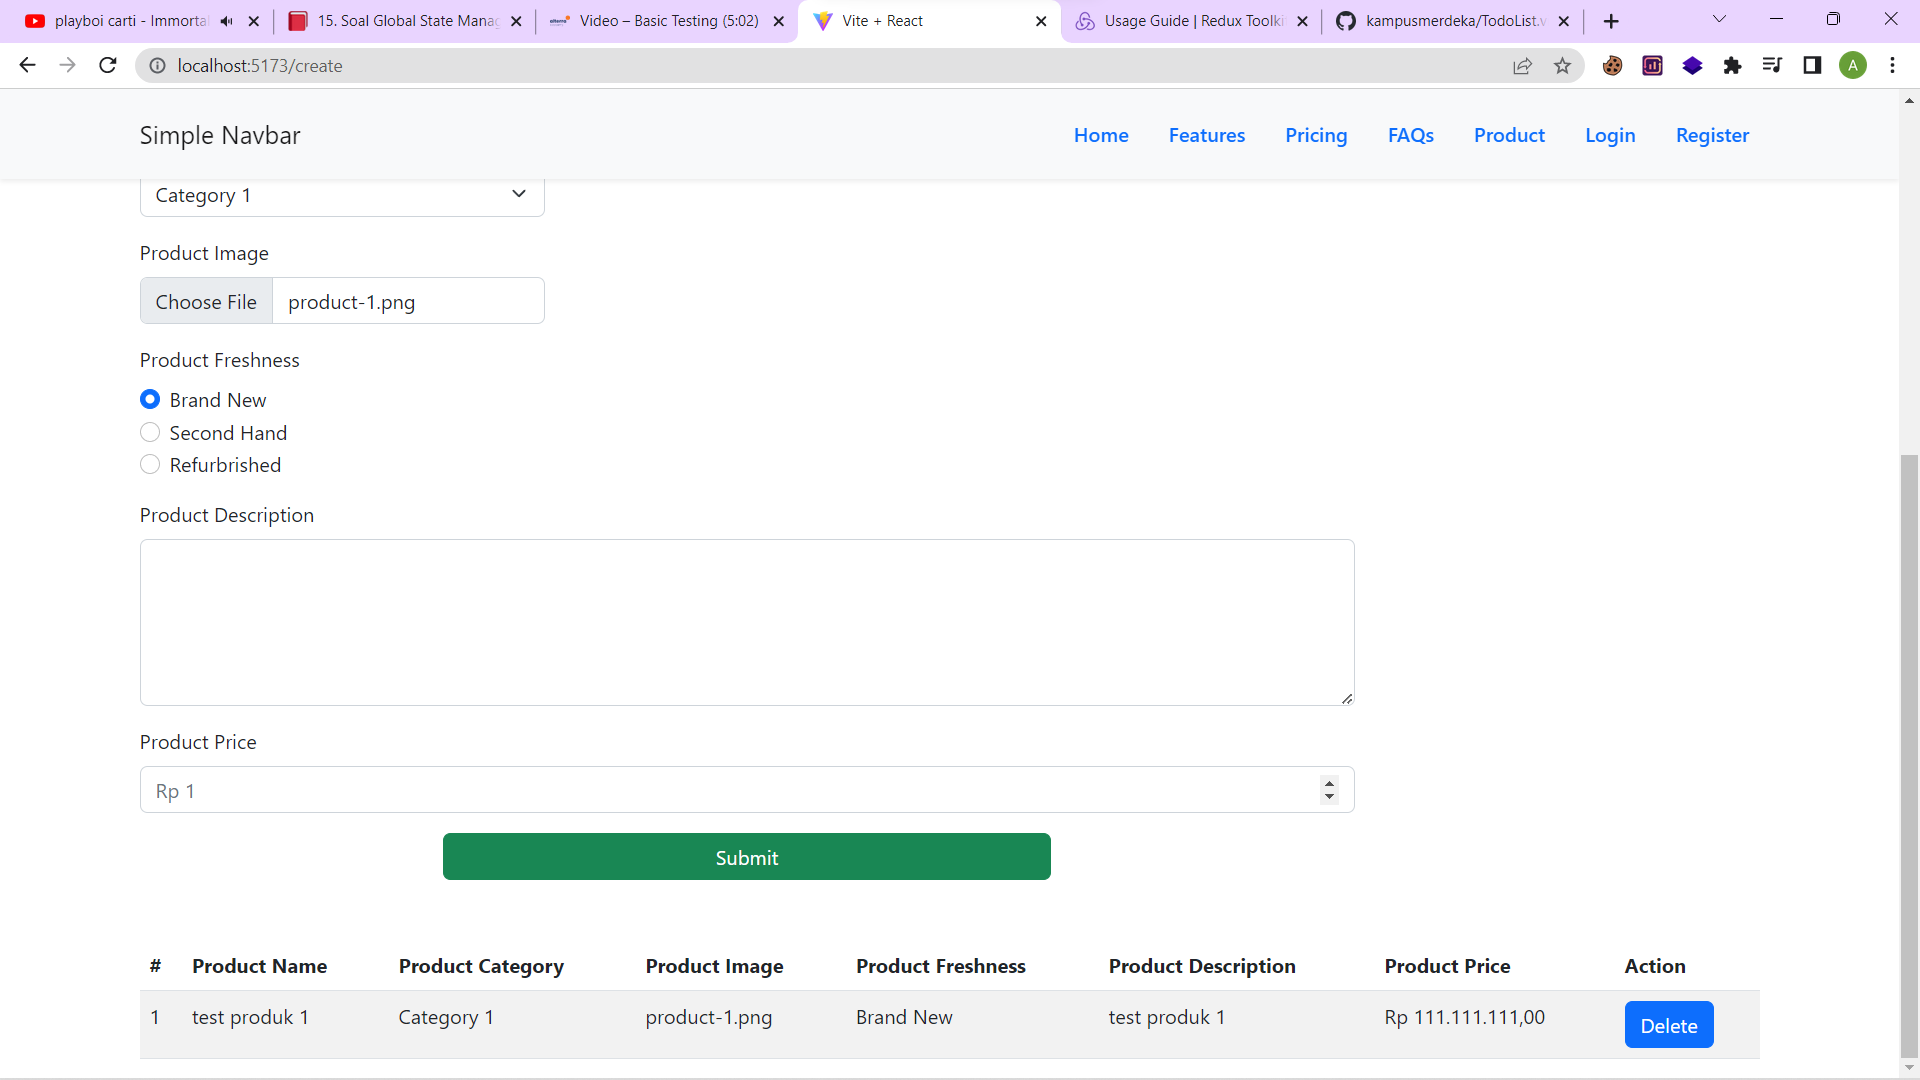 playboi carti - Immortal
15. Soal Global State Manag
Video – Basic Testing (5:02)
Vite + React
Usage Guide | Redux Toolki
kampusmerdeka/TodoList.v
localhost:5173/create
A
Simple Navbar
Home Features Pricing FAQs Product Login Register
Category 1
Product Image
Choose File product-1.png
Product Freshness
Brand New
Second Hand
Refurbrished
Product Description
Product Price
Rp 1
Submit
# Product Name Product Category Product Image Product Freshness Product Description Product Price Action
1 test produk 1 Category 1 product-1.png Brand New test produk 1 Rp 111.111.111,00 Delete